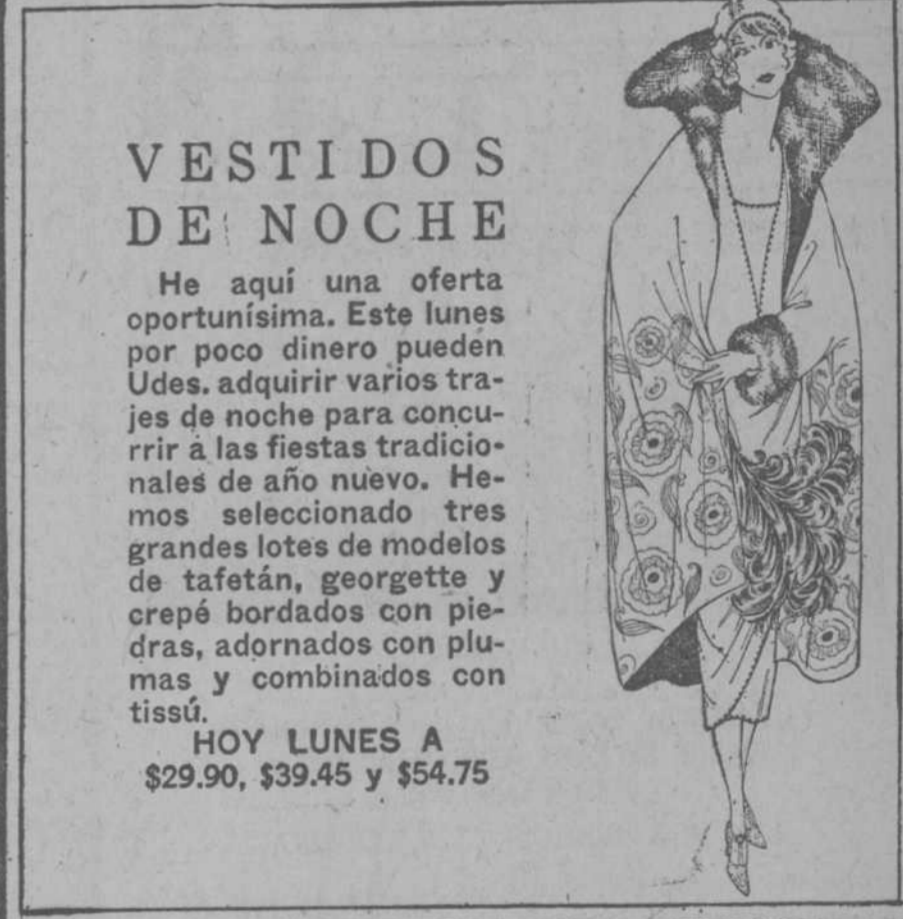 VESTIDOS
DE NOCHE
He aquí una oferta
oportunísima. Este lunes
por poco dinero pueden
Udes. adquirir varios tra-
jes de noche para concu-
rrir a las fiestas tradicio-
nales de año nuevo. He-
mos seleccionado tres
grandes lotes de modelos
de tafetán, georgette y
crepé bordados con pie-
dras, adornados con plu-
mas y combinados con
tissú.
HOY LUNES A
$29.90, $39.45 y $54.75